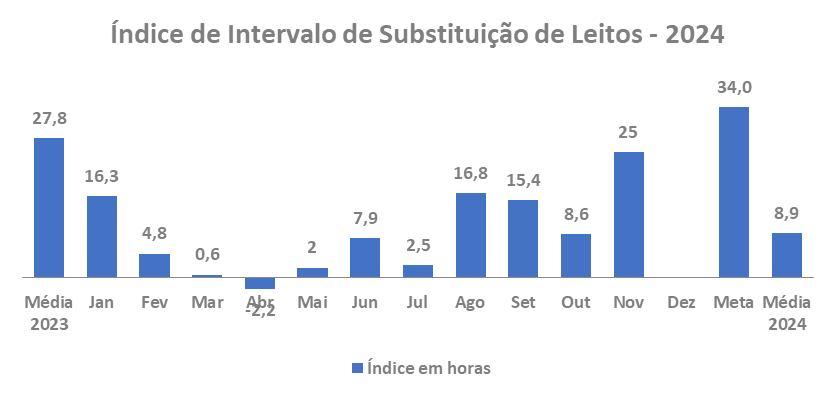 Índice de Intervalo de Substituição de Leitos - 2024
27,8
16,3
4,8
0,6
-2,2
2
7,9
2,5
16,8
15,4
8,6
25
34,0
8,9
Média 2023
Jan
Fev
Mar
Abr
Mai
Jun
Jul
Ago
Set
Out
Nov
Dez
Meta
Média 2024
Índice em horas